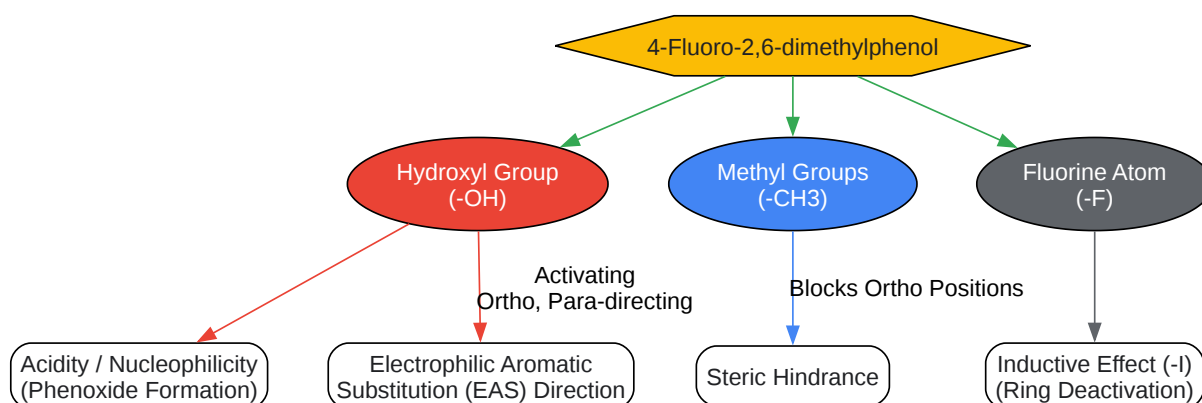 4-Fluoro-2,6-dimethylphenol
Hydroxyl Group
(-OH)
Methyl Groups
(-CH3)
Fluorine Atom
(-F)
Activating
Ortho, Para-directing
Blocks Ortho Positions
Acidity / Nucleophilicity
(Phenoxide Formation)
Electrophilic Aromatic
Substitution (EAS) Direction
Steric Hindrance
Inductive Effect (-I)
(Ring Deactivation)